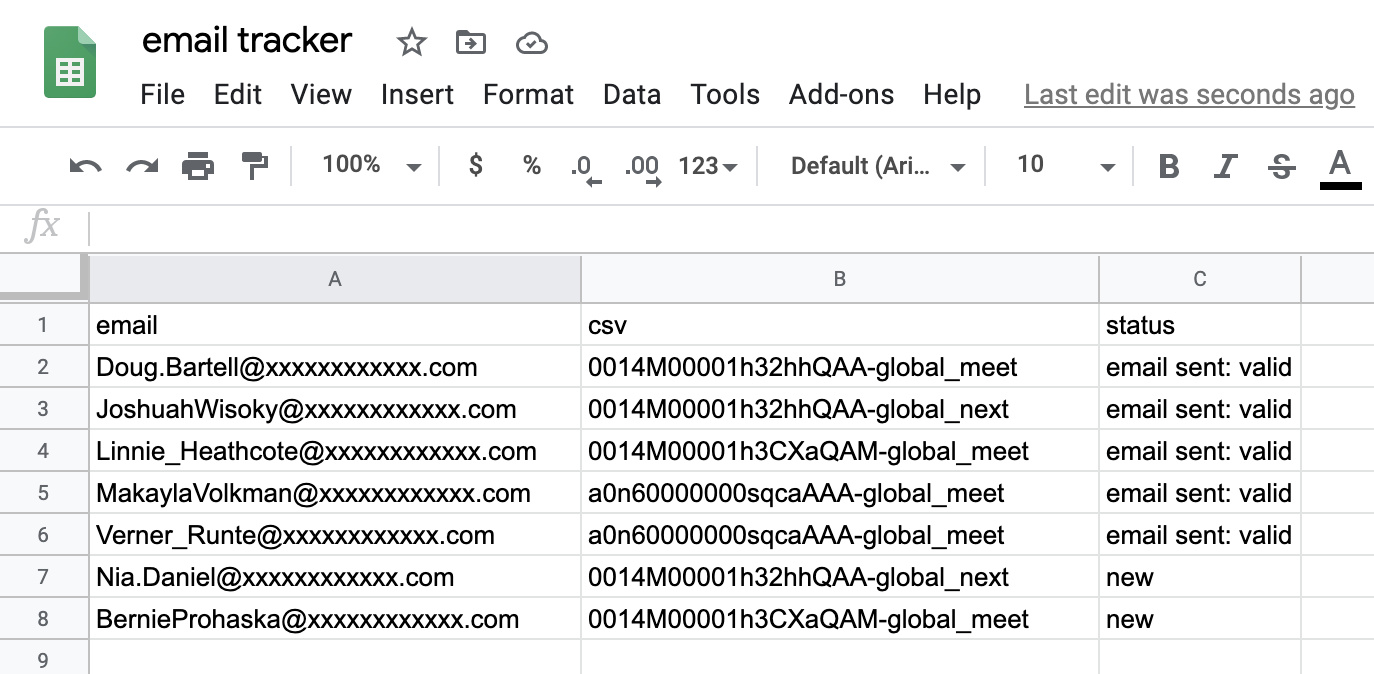 email tracker
File Edit View Insert Format Data Tools Add-ons Help Last edit was seconds ago
100% $ % .0 .00 123 Default (Ari... 10 B I S A
fx
A B C
1 email csv status
2 Doug.Bartell@xxxxxxxxxxxx.com 0014M00001h32hhQAA-global_meet email sent: valid
3 JoshuahWisoky@xxxxxxxxxxxx.com 0014M00001h32hhQAA-global_next email sent: valid
4 Linnie_Heathcote@xxxxxxxxxxxx.com 0014M00001h3CXaQAM-global_meet email sent: valid
5 MakaylaVolkman@xxxxxxxxxxxx.com a0n60000000sqcaAAA-global_meet email sent: valid
6 Verner_Runte@xxxxxxxxxxxx.com a0n60000000sqcaAAA-global_meet email sent: valid
7 Nia.Daniel@xxxxxxxxxxxx.com 0014M00001h32hhQAA-global_next new
8 BernieProhaska@xxxxxxxxxxxx.com 0014M00001h3CXaQAM-global_meet new
9